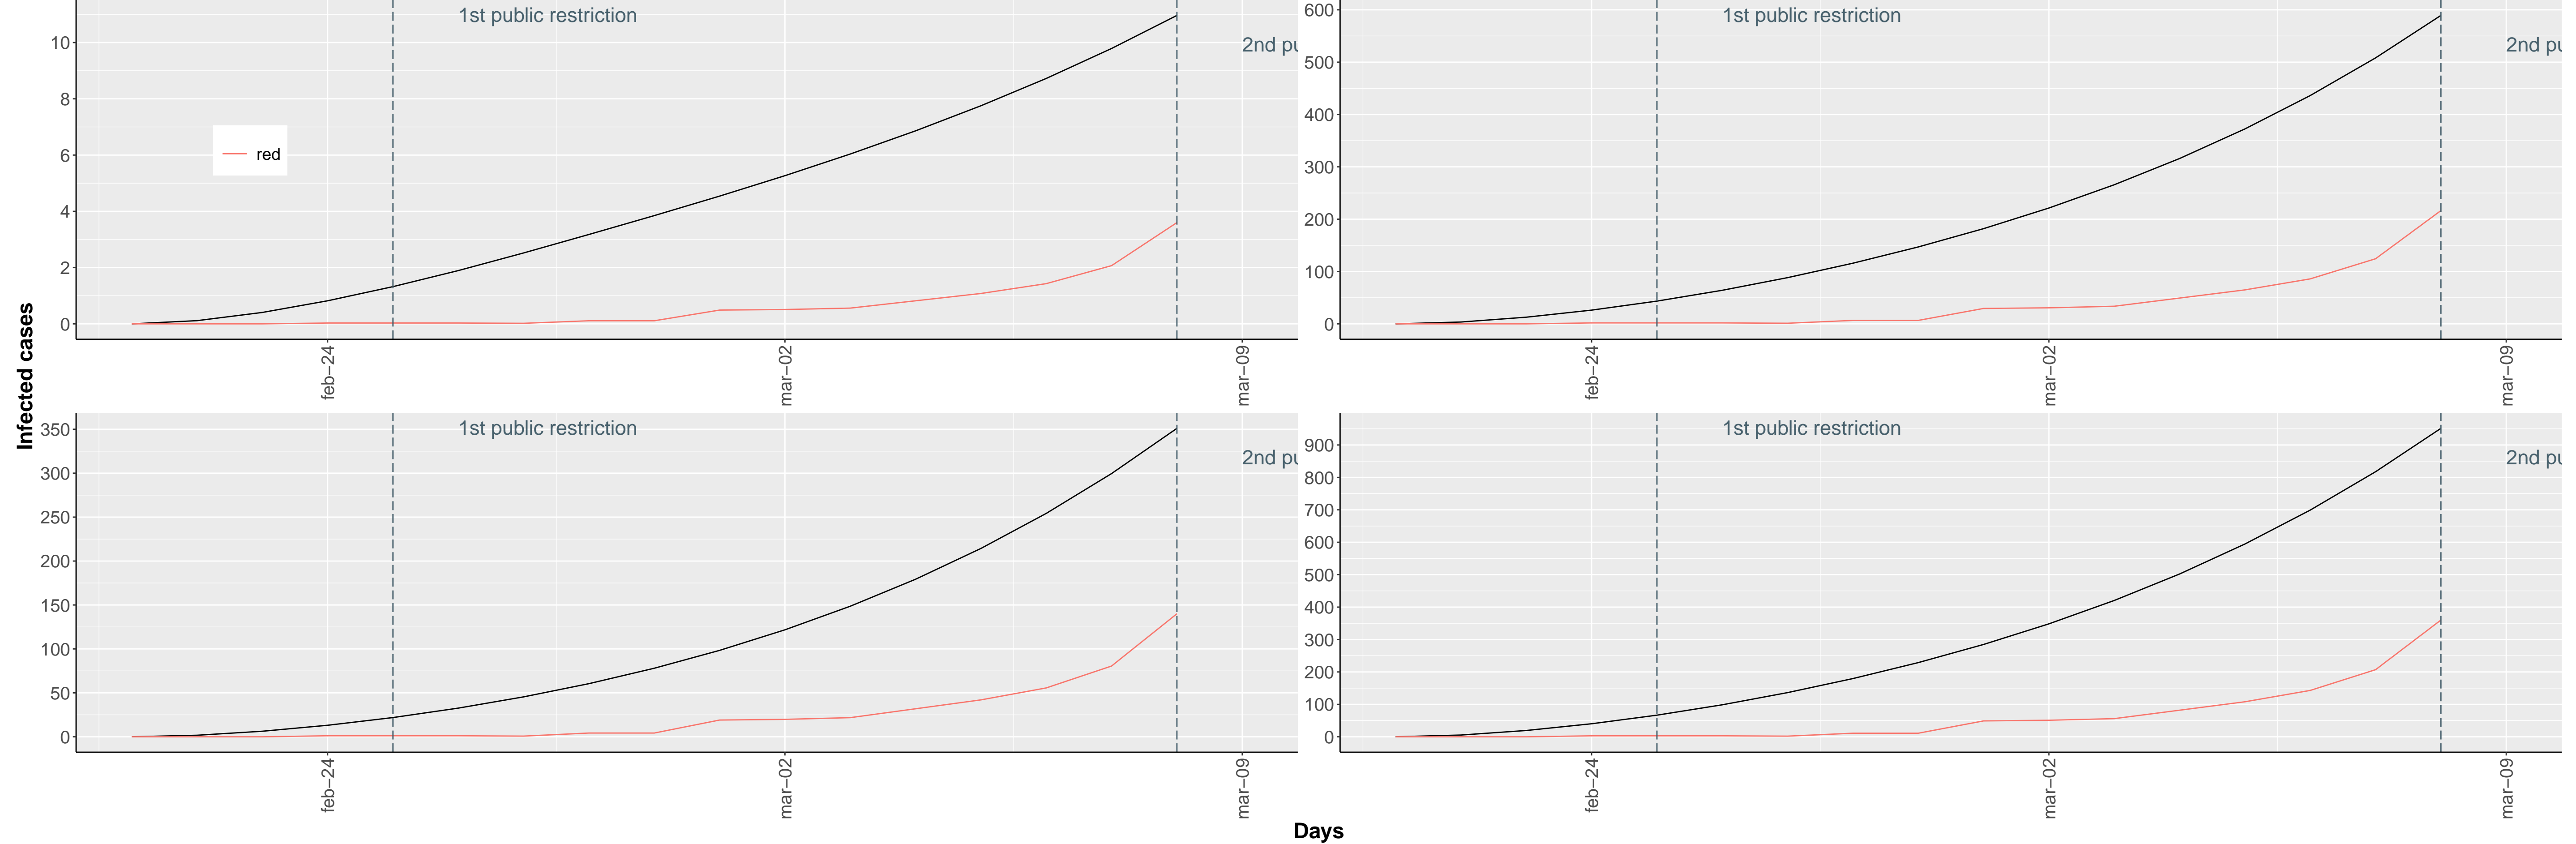 1st public restriction
2nd pu
10
8
6
4
2
0
red
feb−24
mar−02
mar−09
1st public restriction
2nd pu
600
500
400
300
200
100
0
feb−24
mar−02
mar−09
Infected cases
1st public restriction
2nd pu
350
300
250
200
150
100
50
0
feb−24
mar−02
mar−09
1st public restriction
2nd pu
900
800
700
600
500
400
300
200
100
0
feb−24
mar−02
mar−09
Days